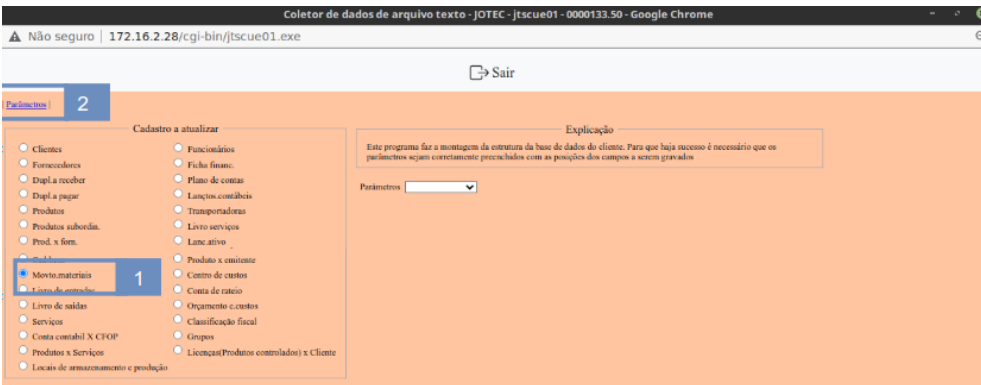 Coletor de dados de arquivo texto - JOTEC - jtscue01 - 0000133.50 - Google Chrome
Não seguro | 172.16.2.28/cgi-bin/jtscue01.exe
Sair
| Parâmetros |
2
Cadastro a atualizar
Clientes
Fornecedores
Dupl.a receber
Dupl.a pagar
Produtos
Produtos subordin.
Prod. x forn.
Movto.materiais
1
Livro de entradas
Livro de saídas
Serviços
Conta contabil X CFOP
Produtos x Serviços
Locais de armazenamento e produção
Funcionários
Ficha financ.
Plano de contas
Lançtos.contábeis
Transportadoras
Livro serviços
Lanc.ativo
Produto x emitente
Centro de custos
Conta de rateio
Orçamento c.custos
Classificação fiscal
Grupos
Licenças(Produtos controlados) x Cliente
Explicação
Este programa faz a montagem da estrutura da base de dados do cliente. Para que haja sucesso é necessário que os
parâmetros sejam corretamente preenchidos com as posições dos campos a serem gravados
Parâmetros